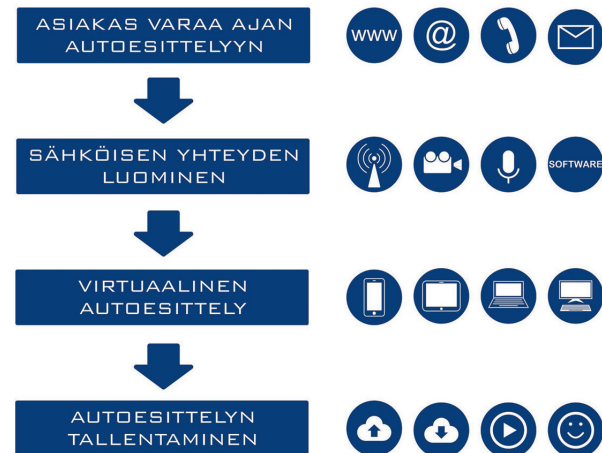 ASIAKAS VARAA AJAN
AUTOESITTELYYN
www @
SÄHKÖISEN YHTEYDEN
LUOMINEN
SOFTWARE
VIRTUAALINEN
AUTOESITTELY
AUTOESITTELYN
TALLENTAMINEN